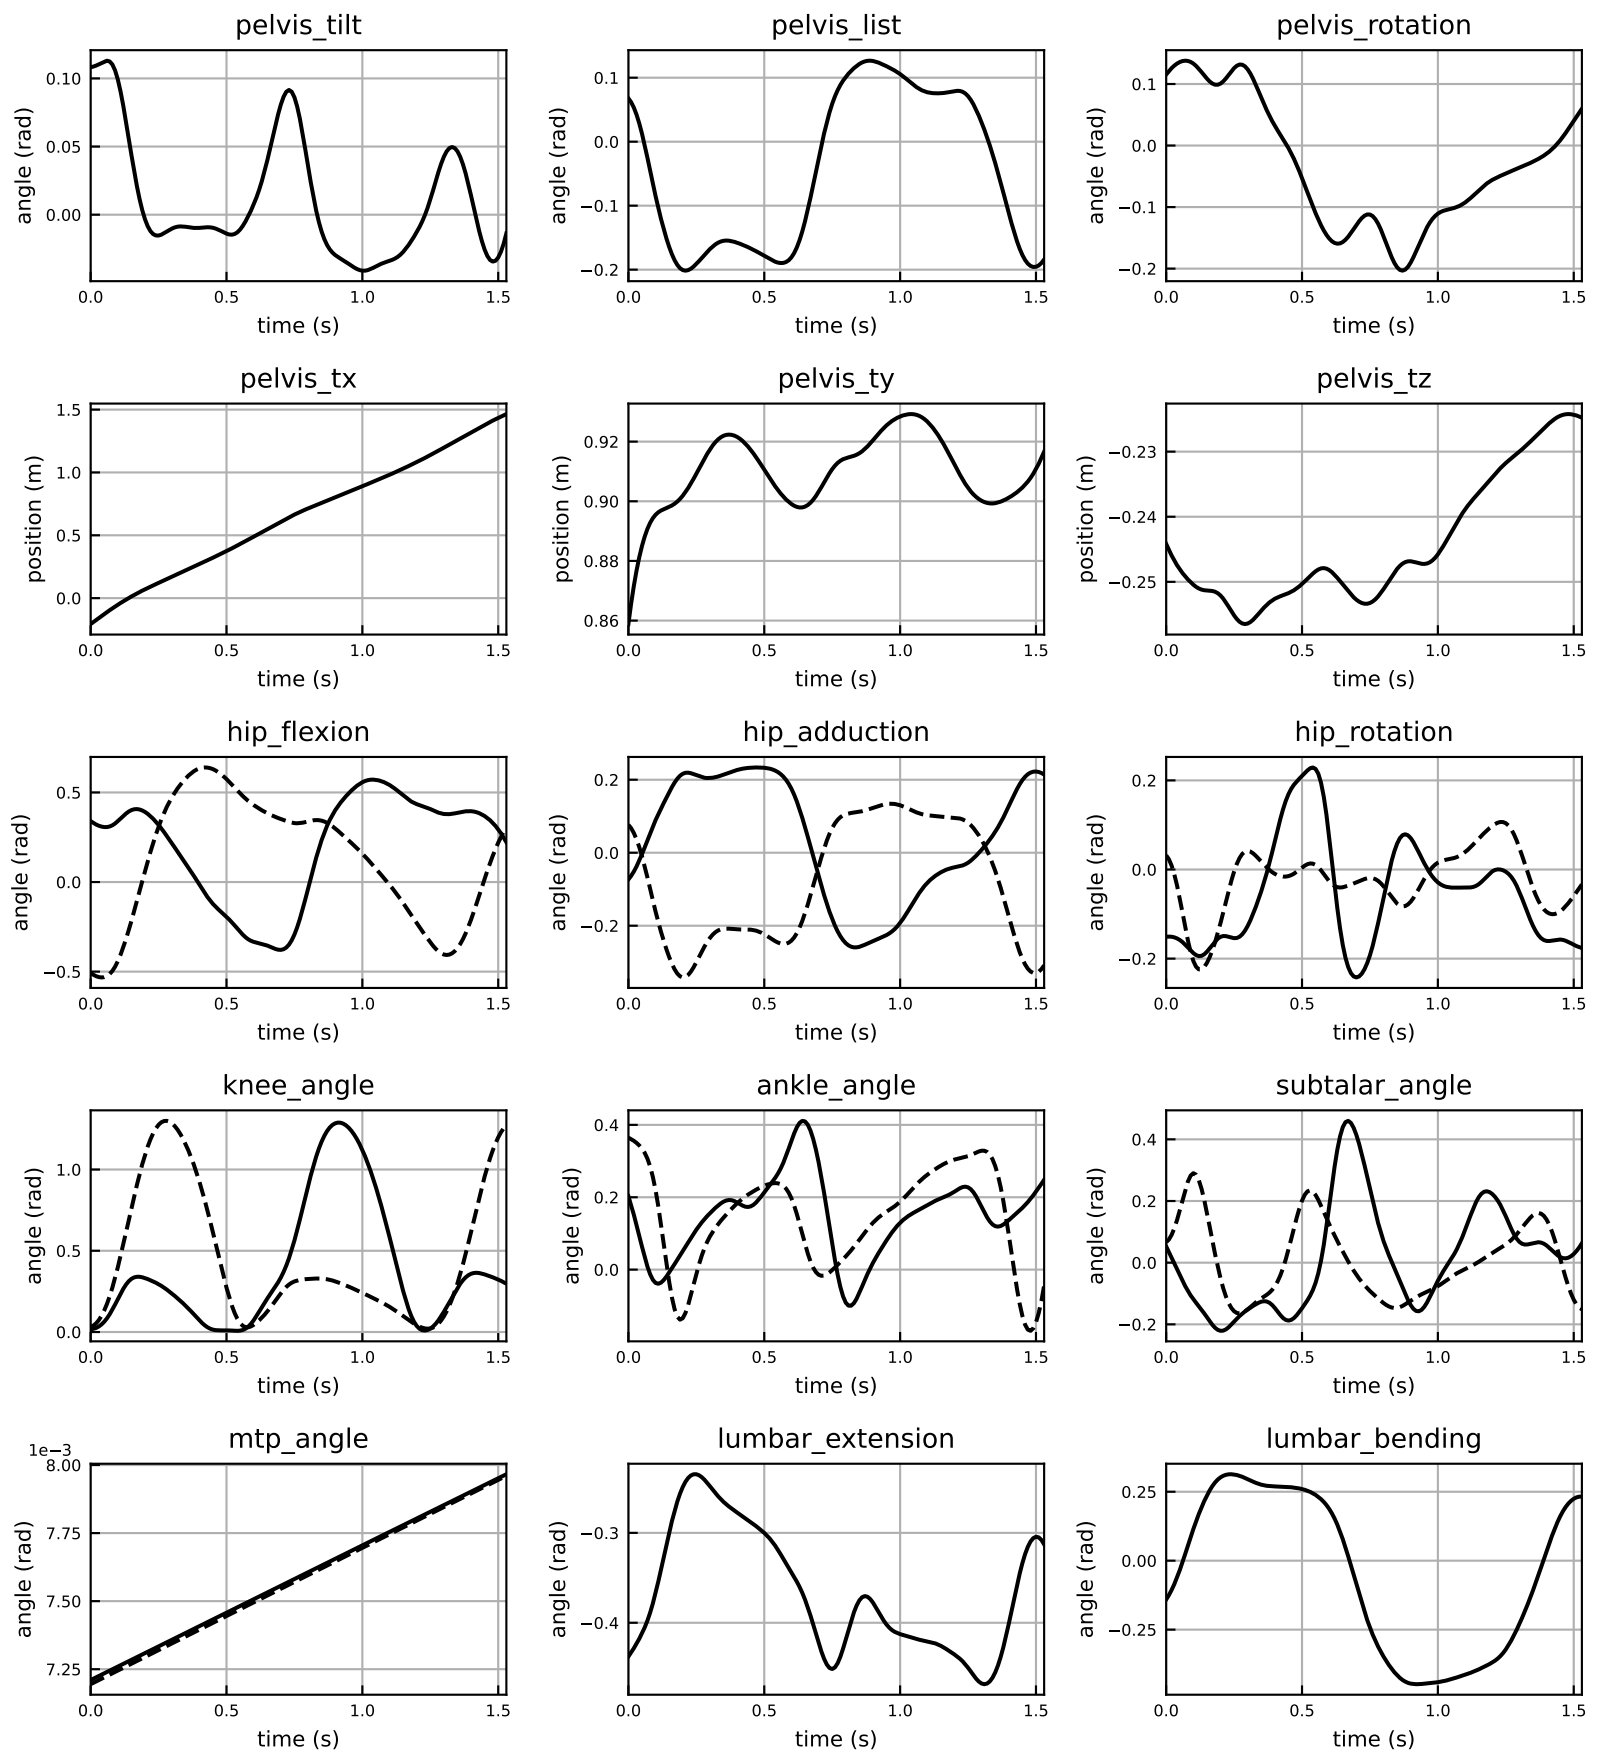 pelvis_tilt
angle (rad)
0.10
0.05
0.00
0.0 0.5 1.0 1.5
time (s)
pelvis_list
angle (rad)
0.1
0.0
−0.1
−0.2
0.0 0.5 1.0 1.5
time (s)
pelvis_rotation
angle (rad)
0.1
0.0
−0.1
−0.2
0.0 0.5 1.0 1.5
time (s)
pelvis_tx
position (m)
1.5
1.0
0.5
0.0
0.0 0.5 1.0 1.5
time (s)
pelvis_ty
position (m)
0.92
0.90
0.88
0.86
0.0 0.5 1.0 1.5
time (s)
pelvis_tz
position (m)
−0.23
−0.24
−0.25
0.0 0.5 1.0 1.5
time (s)
hip_flexion
angle (rad)
0.5
0.0
−0.5
0.0 0.5 1.0 1.5
time (s)
hip_adduction
angle (rad)
0.2
0.0
−0.2
0.0 0.5 1.0 1.5
time (s)
hip_rotation
angle (rad)
0.2
0.0
−0.2
0.0 0.5 1.0 1.5
time (s)
knee_angle
angle (rad)
1.0
0.5
0.0
0.0 0.5 1.0 1.5
time (s)
ankle_angle
angle (rad)
0.4
0.2
0.0
0.0 0.5 1.0 1.5
time (s)
subtalar_angle
angle (rad)
0.4
0.2
0.0
−0.2
0.0 0.5 1.0 1.5
time (s)
mtp_angle
1e−3
angle (rad)
8.00
7.75
7.50
7.25
0.0 0.5 1.0 1.5
time (s)
lumbar_extension
angle (rad)
−0.3
−0.4
0.0 0.5 1.0 1.5
time (s)
lumbar_bending
angle (rad)
0.25
0.00
−0.25
0.0 0.5 1.0 1.5
time (s)